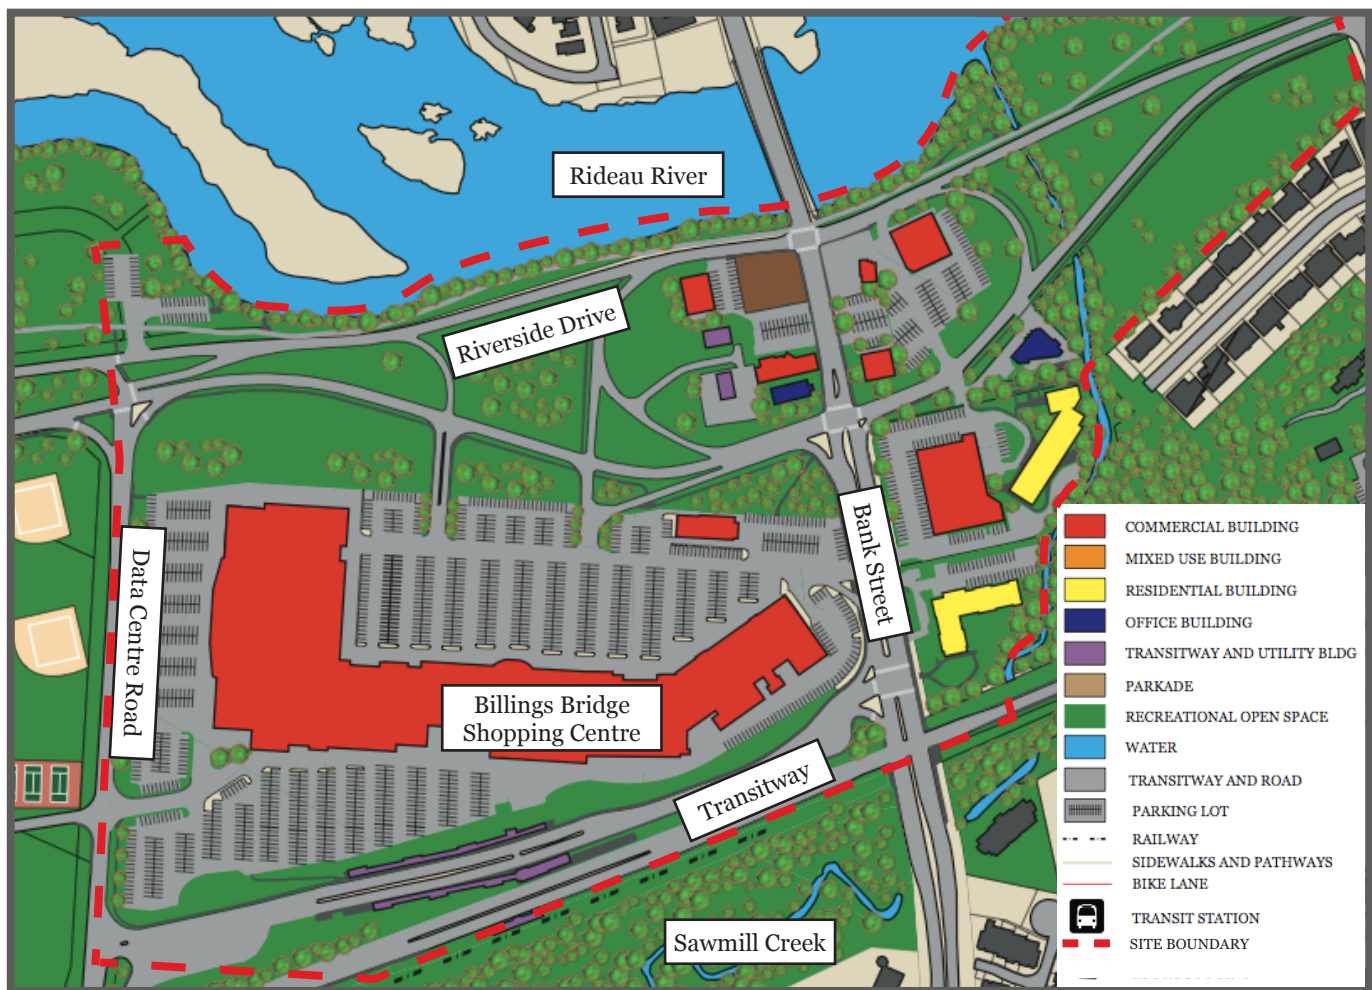 Rideau River
Riverside Drive
Bank Street
Data Centre Road
Billings Bridge
Shopping Centre
Transitway
Sawmill Creek
COMMERCIAL BUILDING
MIXED USE BUILDING
RESIDENTIAL BUILDING
OFFICE BUILDING
TRANSITWAY AND UTILITY BLDG
PARKADE
RECREATIONAL OPEN SPACE
WATER
TRANSITWAY AND ROAD
PARKING LOT
RAILWAY
SIDEWALKS AND PATHWAYS
BIKE LANE
TRANSIT STATION
SITE BOUNDARY